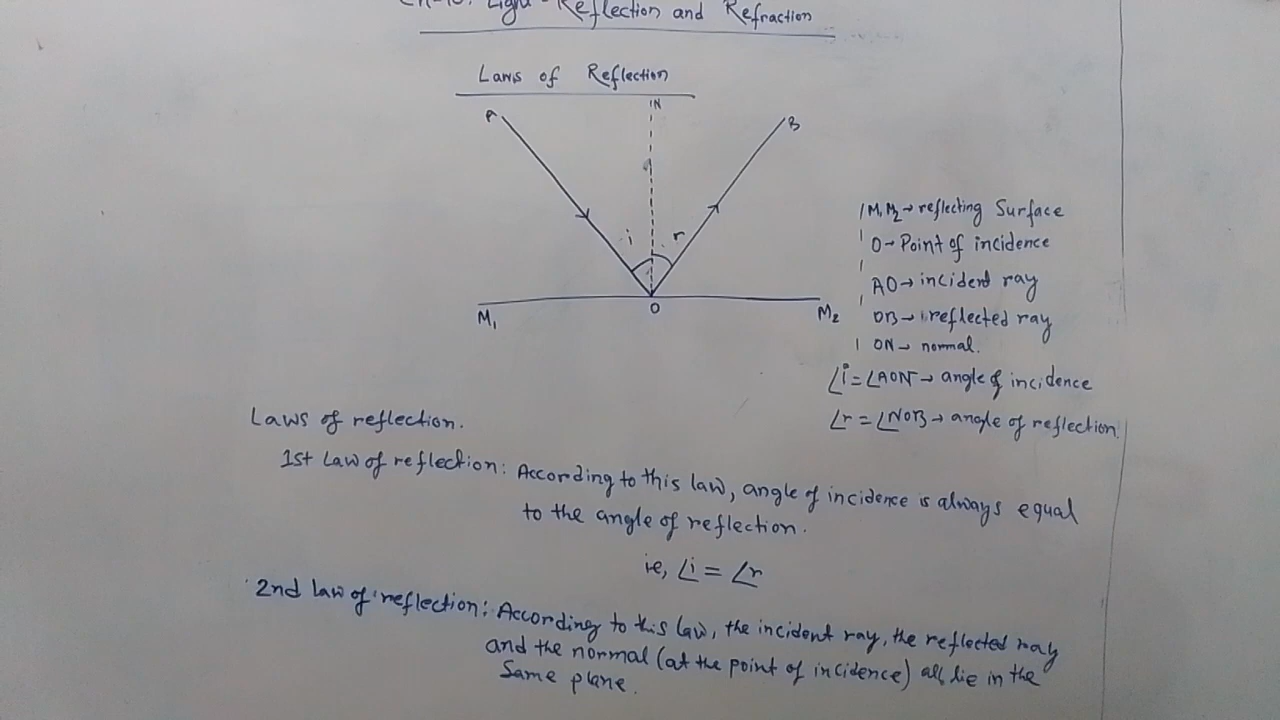 Light - Reflection and Refraction
Laws of Reflection
N
A
B
i
r
M₁
O
M₂
M₁M₂→reflecting Surface
O→Point of incidence
AO→incident ray
OB→reflected ray
ON→normal.
∠i=∠AON→angle of incidence
∠r=∠NOB→angle of reflection
Laws of reflection.
1st Law of reflection: According to this law, angle of incidence is always equal
to the angle of reflection.
ie, ∠i=∠r
2nd law of reflection: According to this law, the incident ray, the reflected ray
and the normal (at the point of incidence) all lie in the
Same plane.